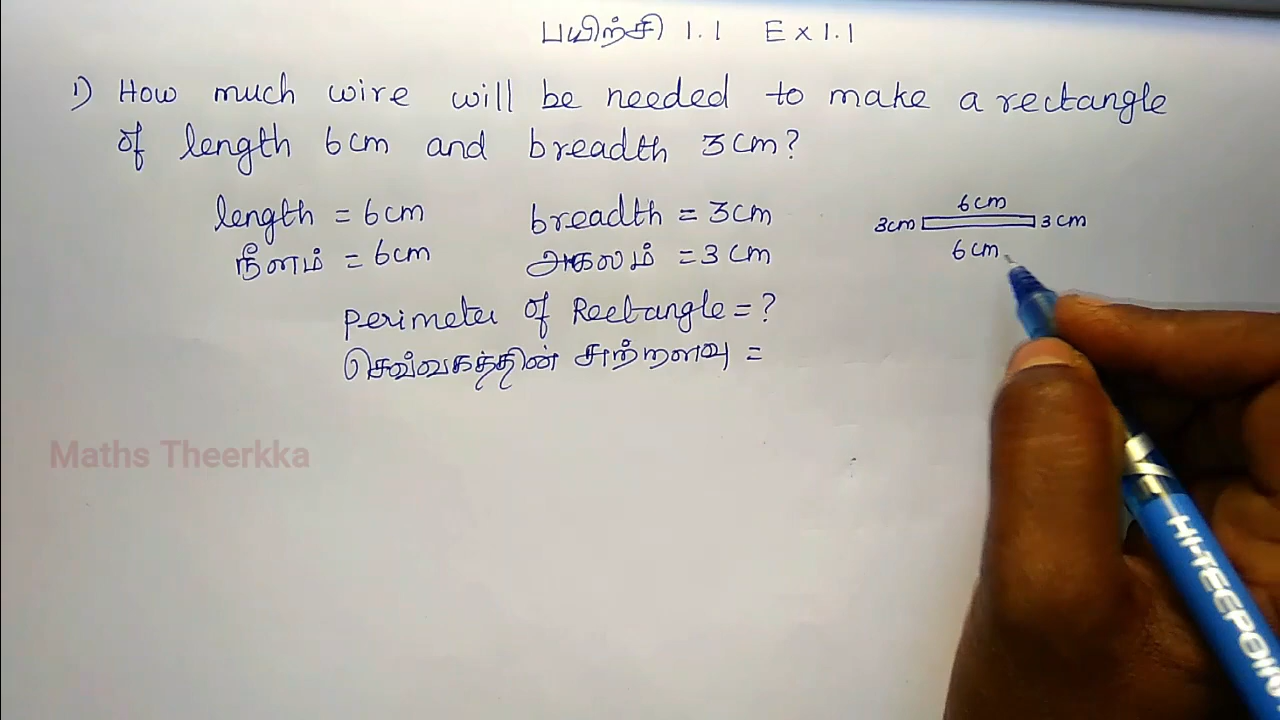 பயிற்சி 1.1 Ex 1.1
1) How much wire will be needed to make a rectangle
of length 6cm and breadth 3cm?
length = 6cm breadth = 3cm
நீளம் = 6cm அகலம் = 3cm
6cm
3cm 3cm
6cm
perimeter of Rectangle = ?
செவ்வகத்தின் சுற்றளவு =
Maths Theerkka
HI-TEEPOIN